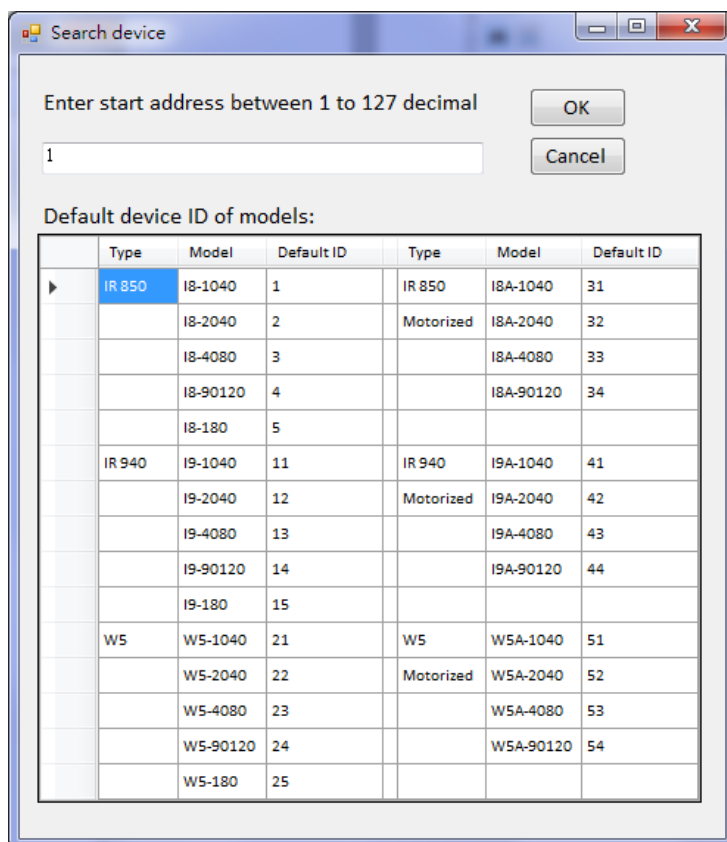 Search device
Enter start address between 1 to 127 decimal
OK
1
Cancel
Default device ID of models:
Type Model Default ID Type Model Default ID
IR 850 I8-1040 1 IR 850 I8A-1040 31
I8-2040 2 Motorized I8A-2040 32
I8-4080 3 I8A-4080 33
I8-90120 4 I8A-90120 34
I8-180 5
IR 940 I9-1040 11 IR 940 I9A-1040 41
I9-2040 12 Motorized I9A-2040 42
I9-4080 13 I9A-4080 43
I9-90120 14 I9A-90120 44
I9-180 15
W5 W5-1040 21 W5 W5A-1040 51
W5-2040 22 Motorized W5A-2040 52
W5-4080 23 W5A-4080 53
W5-90120 24 W5A-90120 54
W5-180 25